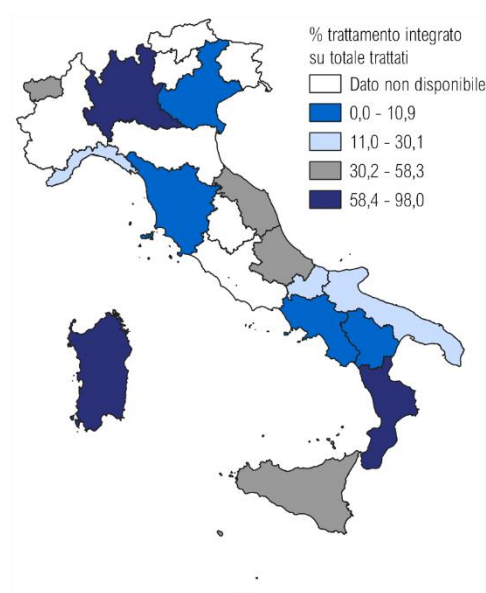 % trattamento integrato
su totale trattati
Dato non disponibile
0,0 - 10,9
11,0 - 30,1
30,2 - 58,3
58,4 - 98,0